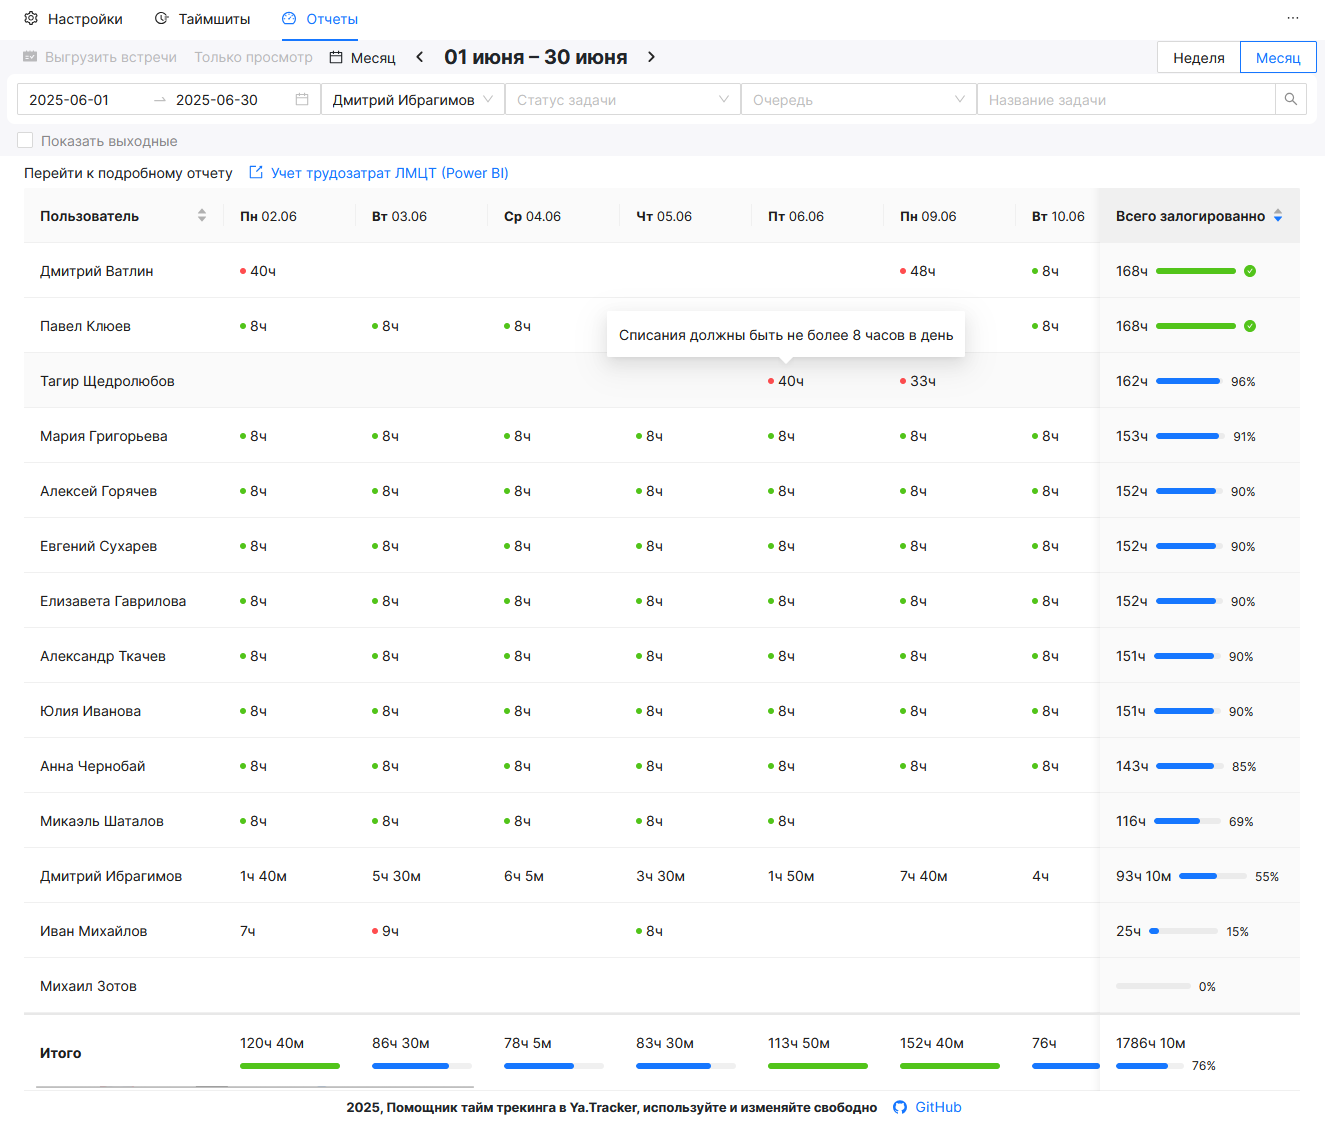 Настройки Таймшиты Отчеты ...
Выгрузить встречи Только просмотр Месяц 01 июня – 30 июня Неделя Месяц
2025-06-01 → 2025-06-30 Дмитрий Ибрагимов Статус задачи Очередь Название задачи
Показать выходные
Перейти к подробному отчету Учет трудозатрат ЛМЦТ (Power BI)
Пользователь Пн 02.06 Вт 03.06 Ср 04.06 Чт 05.06 Пт 06.06 Пн 09.06 Вт 10.06 Всего залогированно
Дмитрий Ватлин 40ч 48ч 8ч 168ч
Павел Клюев 8ч 8ч 8ч 8ч 168ч
Списания должны быть не более 8 часов в день
Тагир Щедролюбов 40ч 33ч 162ч 96%
Мария Григорьева 8ч 8ч 8ч 8ч 8ч 8ч 8ч 153ч 91%
Алексей Горячев 8ч 8ч 8ч 8ч 8ч 8ч 8ч 152ч 90%
Евгений Сухарев 8ч 8ч 8ч 8ч 8ч 8ч 8ч 152ч 90%
Елизавета Гаврилова 8ч 8ч 8ч 8ч 8ч 8ч 8ч 152ч 90%
Александр Ткачев 8ч 8ч 8ч 8ч 8ч 8ч 8ч 151ч 90%
Юлия Иванова 8ч 8ч 8ч 8ч 8ч 8ч 8ч 151ч 90%
Анна Чернобай 8ч 8ч 8ч 8ч 8ч 8ч 8ч 143ч 85%
Микаэль Шаталов 8ч 8ч 8ч 8ч 8ч 116ч 69%
Дмитрий Ибрагимов 1ч 40м 5ч 30м 6ч 5м 3ч 30м 1ч 50м 7ч 40м 4ч 93ч 10м 55%
Иван Михайлов 7ч 9ч 8ч 25ч 15%
Михаил Зотов 0%
Итого 120ч 40м 86ч 30м 78ч 5м 83ч 30м 113ч 50м 152ч 40м 76ч 1786ч 10м 76%
2025, Помощник тайм трекинга в Ya.Tracker, используйте и изменяйте свободно GitHub